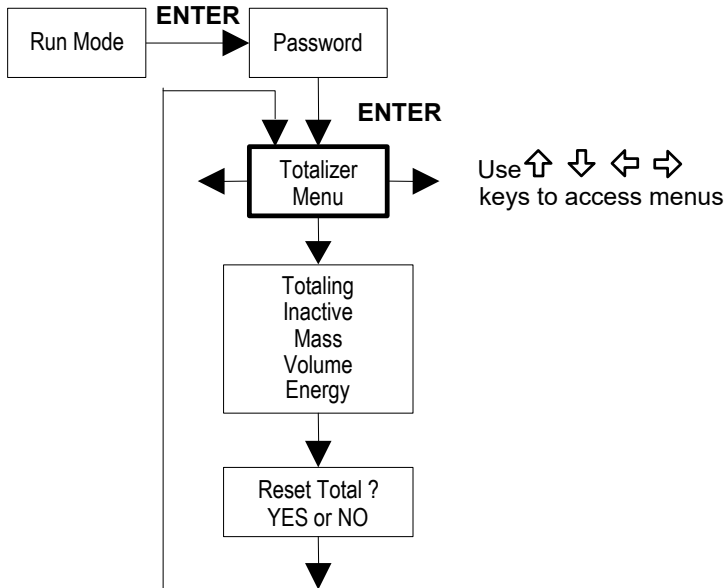 ENTER
Run Mode
Password
ENTER
Totalizer
Menu
Use ⇧ ⇩ ⇦ ⇨
keys to access menus
Totaling
Inactive
Mass
Volume
Energy
Reset Total ?
YES or NO